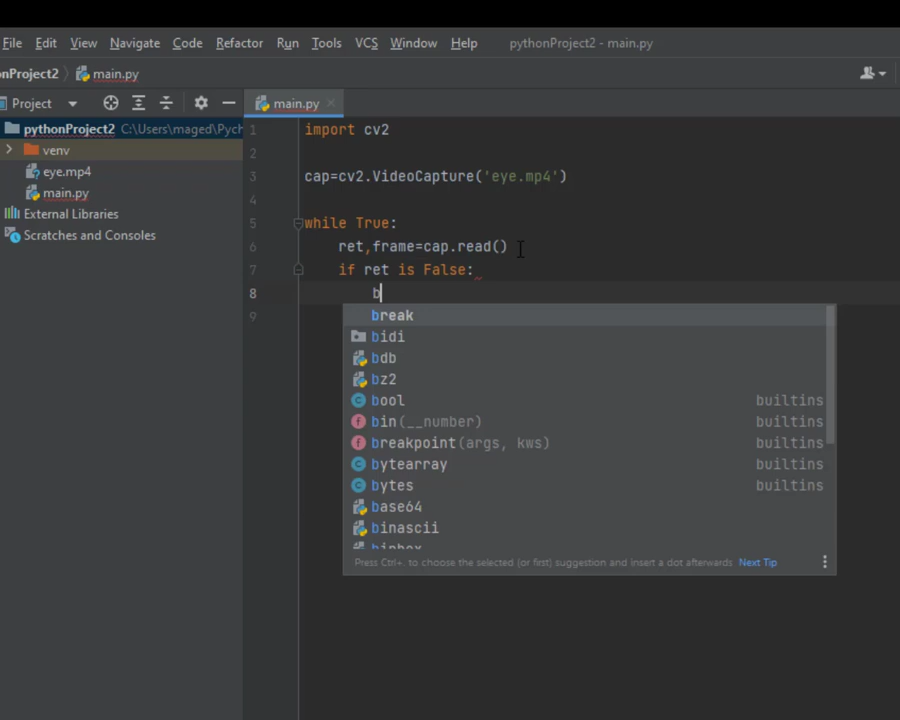 File Edit View Navigate Code Refactor Run Tools VCS Window Help pythonProject2 - main.py
onProject2 main.py
Project main.py
pythonProject2 C:\Users\maged\Pych
venv
eye.mp4
main.py
External Libraries
Scratches and Consoles
1 import cv2
2
3 cap=cv2.VideoCapture('eye.mp4')
4
5 while True:
6 ret,frame=cap.read()
7 if ret is False:
8 b
9
break
bidi
bdb
bz2
bool builtins
bin(__number) builtins
breakpoint(args, kws) builtins
bytearray builtins
bytes builtins
base64
binascii
binhex
Press Ctrl+. to choose the selected (or first) suggestion and insert a dot afterwards Next Tip